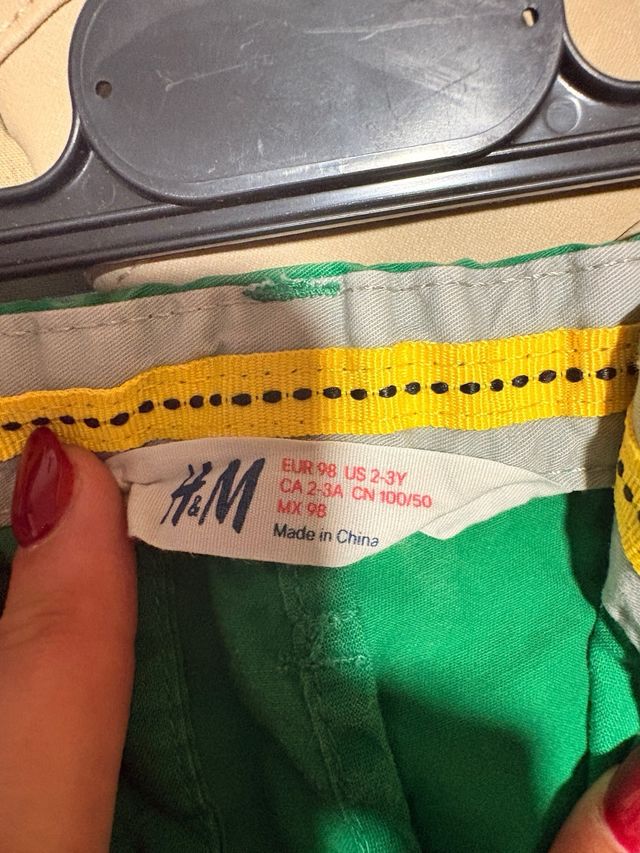 H&M
EUR 98 US 2-3Y
CA 2-3A CN 100/50
MX 98
Made in China